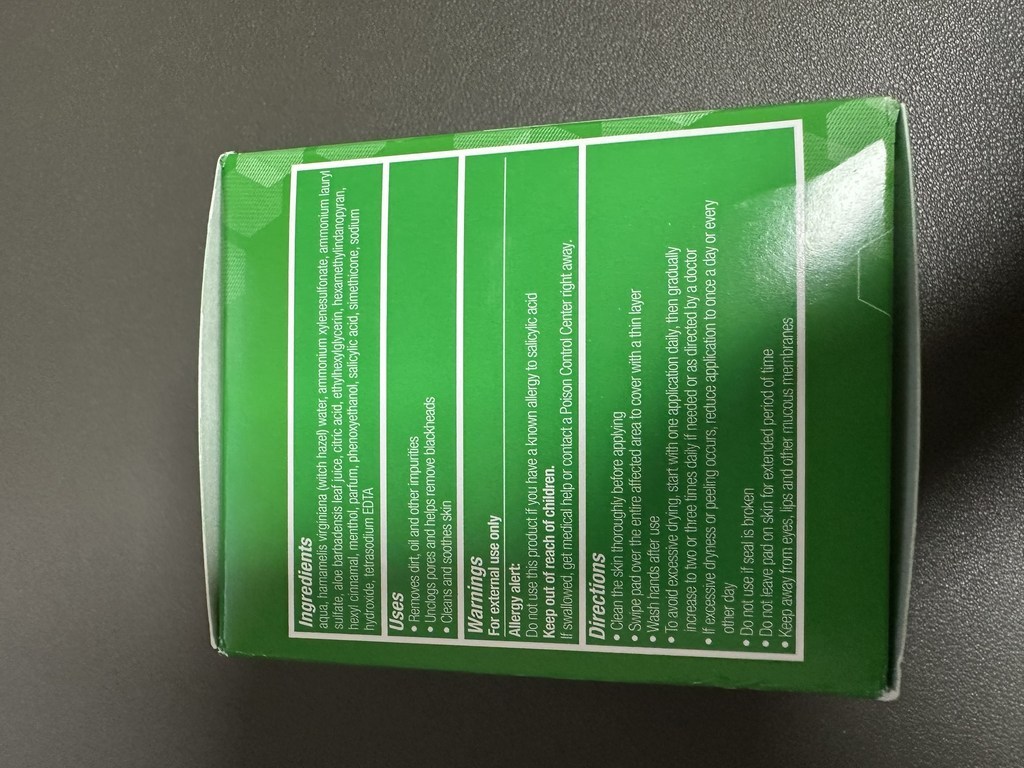 Ingredients
aqua, hamamelis virginiana (witch hazel) water, ammonium xylenesulfonate, ammonium lauryl
sulfate, aloe barbadensis leaf juice, citric acid, ethylhexylglycerin, hexamethylindanopyran,
hexyl cinnamal, menthol, parfum, phenoxyethanol, salicylic acid, simethicone, sodium
hydroxide, tetrasodium EDTA
Uses
• Removes dirt, oil and other impurities
• Unclogs pores and helps remove blackheads
• Cleans and soothes skin
Warnings
For external use only
Allergy alert:
Do not use this product if you have a known allergy to salicylic acid
Keep out of reach of children.
If swallowed, get medical help or contact a Poison Control Center right away.
Directions
• Clean the skin thoroughly before applying
• Swipe pad over the entire affected area to cover with a thin layer
• Wash hands after use
• To avoid excessive drying, start with one application daily, then gradually
increase to two or three times daily if needed or as directed by a doctor
• If excessive dryness or peeling occurs, reduce application to once a day or every
other day
• Do not use if seal is broken
• Do not leave pad on skin for extended period of time
• Keep away from eyes, lips and other mucous membranes